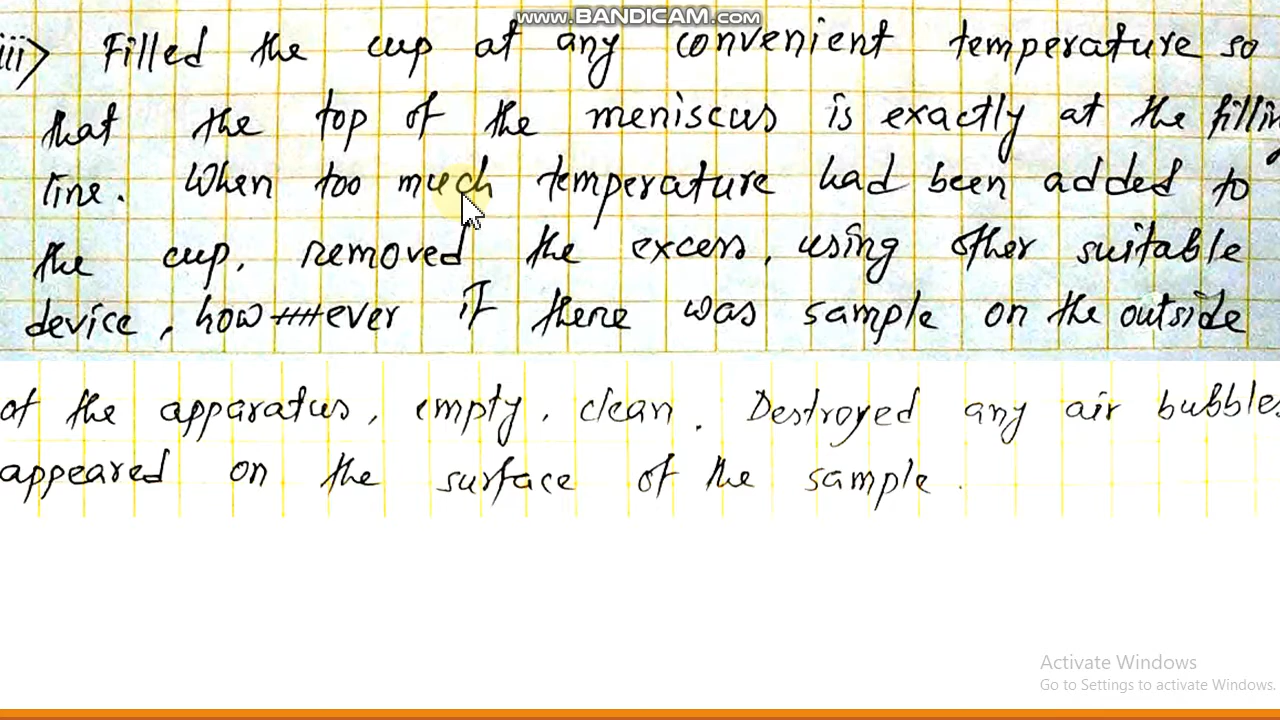 WWW.BANDICAM.COM
iii) Filled the cup at any convenient temperature so
that the top of the meniscus is exactly at the filling
line. When too much temperature had been added to
the cup, removed the excess, using other suitable
device, however if there was sample on the outside
of the apparatus, empty, clean. Destroyed any air bubbles
appeared on the surface of the sample.
Activate Windows
Go to Settings to activate Windows.